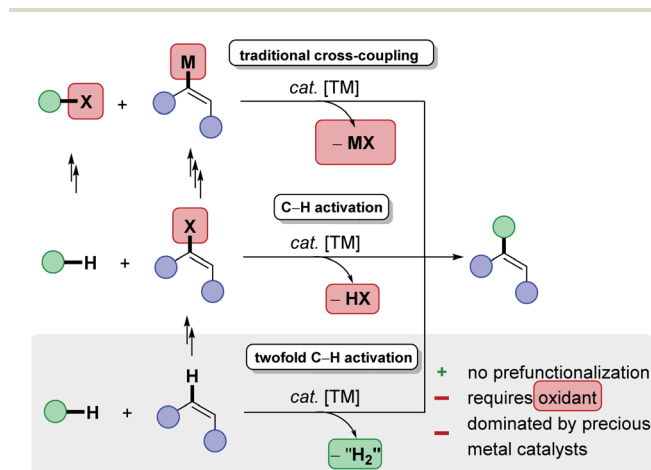 traditional cross-coupling
M
X
+
cat. [TM]
– MX
C–H activation
X
H
+
cat. [TM]
– HX
twofold C–H activation
H
H
+
cat. [TM]
– "H₂"
+ no prefunctionalization
– requires oxidant
– dominated by precious
metal catalysts